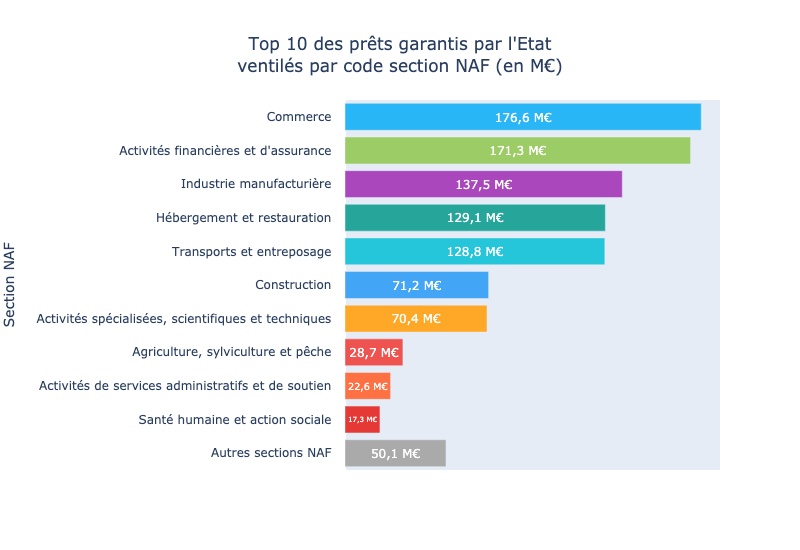 Top 10 des prêts garantis par l'Etat
ventilés par code section NAF (en M€)
Section NAF
Commerce 176,6 M€
Activités financières et d'assurance 171,3 M€
Industrie manufacturière 137,5 M€
Hébergement et restauration 129,1 M€
Transports et entreposage 128,8 M€
Construction 71,2 M€
Activités spécialisées, scientifiques et techniques 70,4 M€
Agriculture, sylviculture et pêche 28,7 M€
Activités de services administratifs et de soutien 22,6 M€
Santé humaine et action sociale 17,3 M€
Autres sections NAF 50,1 M€